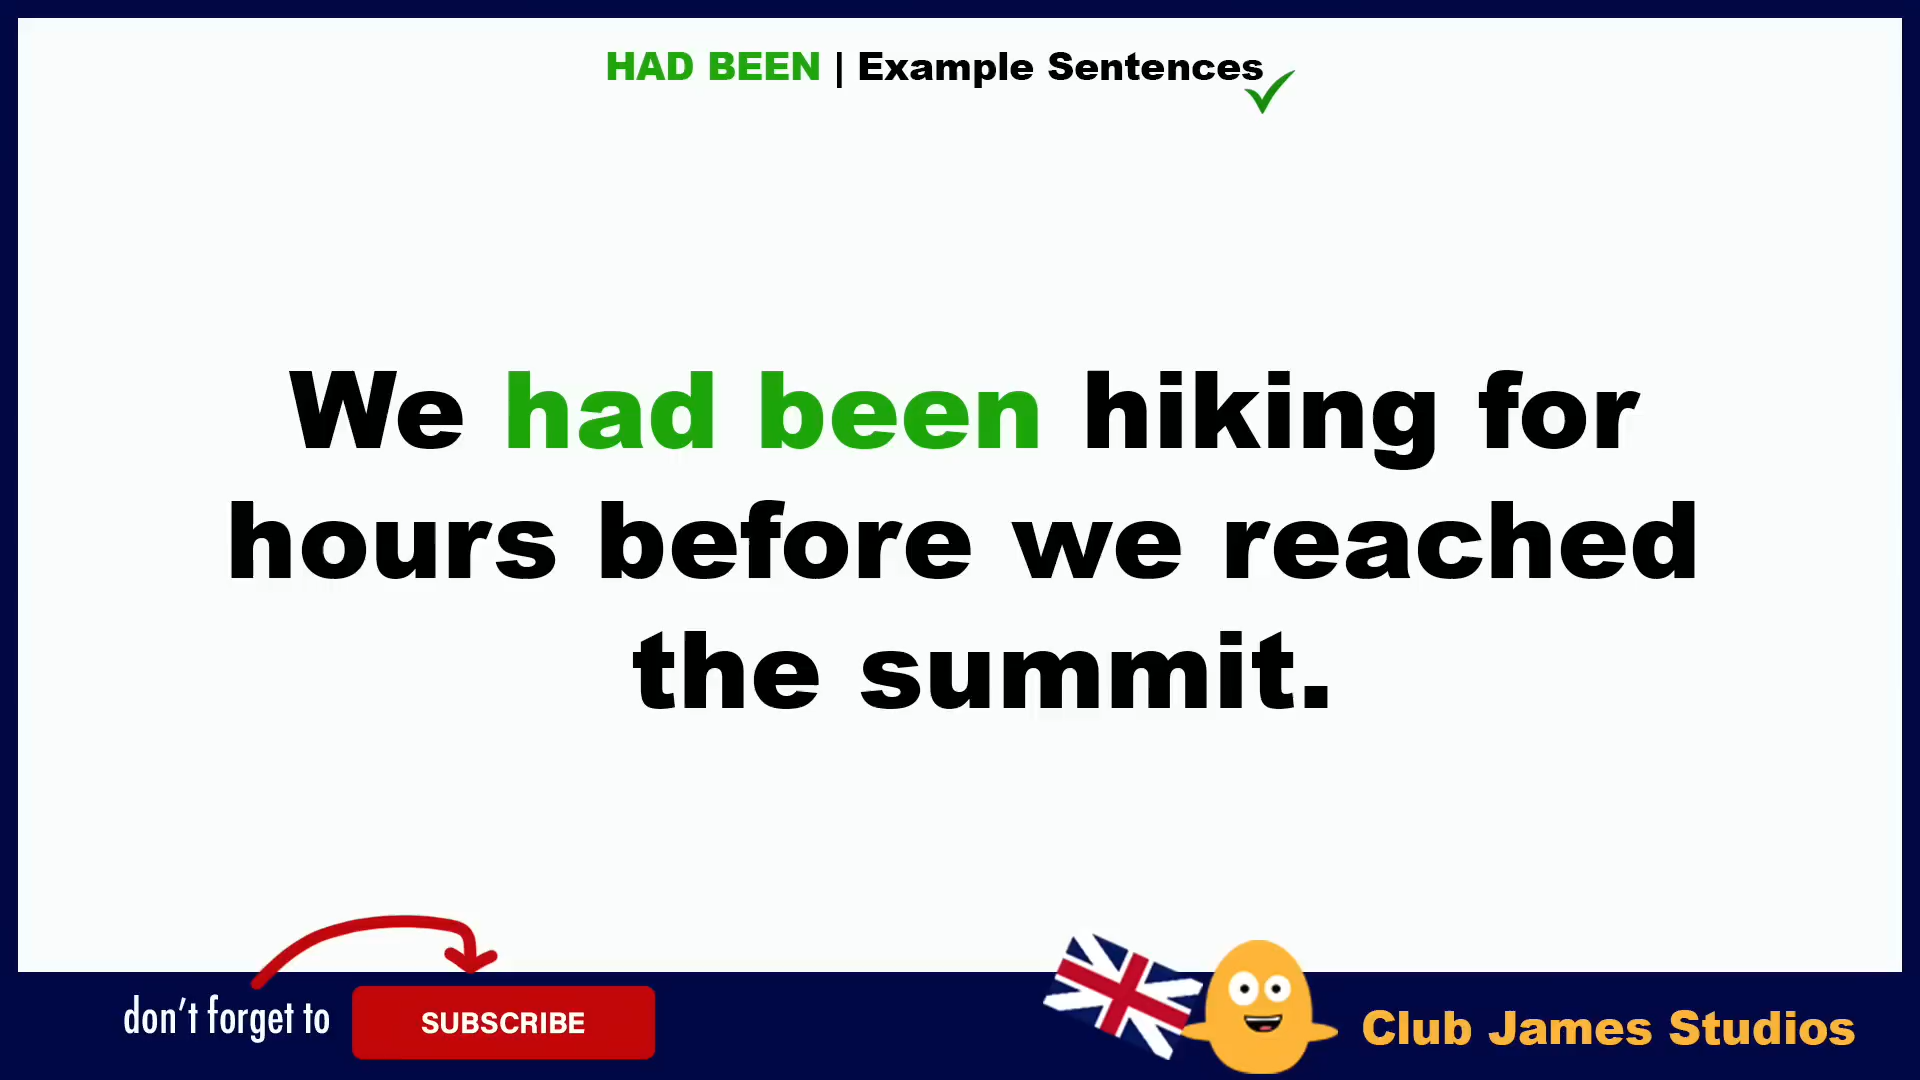 HAD BEEN | Example Sentences
We had been hiking for
hours before we reached
the summit.
don't forget to
SUBSCRIBE
Club James Studios